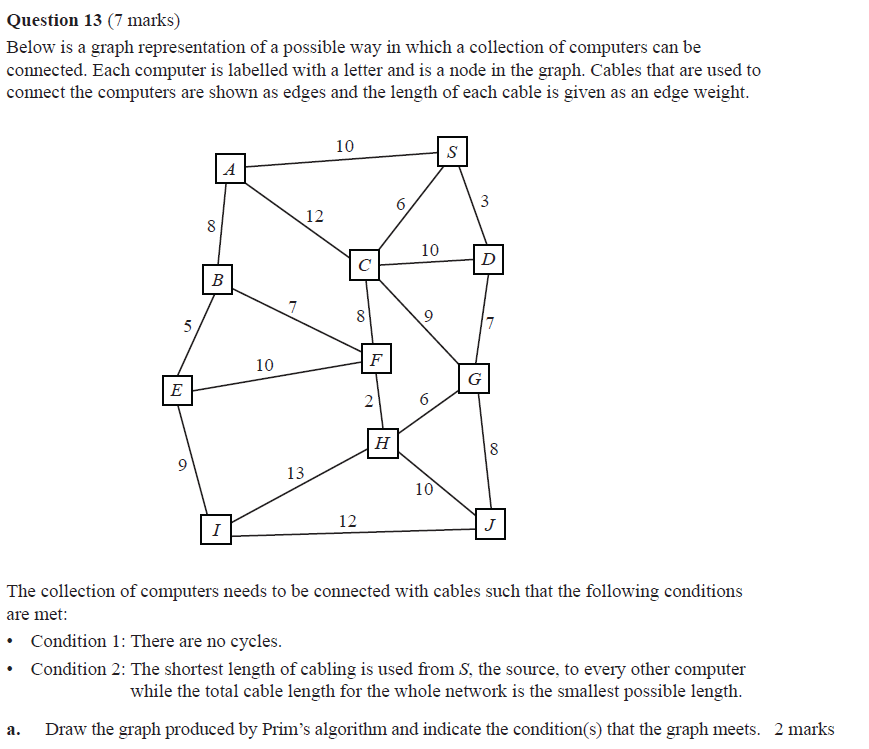 Question 13 (7 marks)
Below is a graph representation of a possible way in which a collection of computers can be
connected. Each computer is labelled with a letter and is a node in the graph. Cables that are used to
connect the computers are shown as edges and the length of each cable is given as an edge weight.
10
S
A
6
3
12
8
10
C
D
B
7
8
9
7
5
F
10
G
E
2
6
H
8
9
13
10
12
I
J
The collection of computers needs to be connected with cables such that the following conditions
are met:
• Condition 1: There are no cycles.
• Condition 2: The shortest length of cabling is used from S, the source, to every other computer
while the total cable length for the whole network is the smallest possible length.
a. Draw the graph produced by Prim's algorithm and indicate the condition(s) that the graph meets. 2 marks